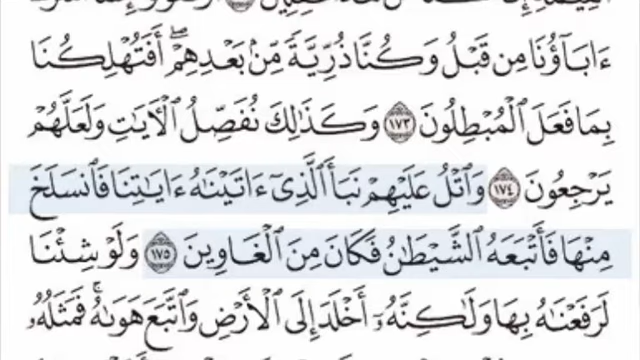 ءَابَآؤُنَا مِن قَبْلُ وَكُنَّا ذُرِّيَّةً مِّنۢ بَعْدِهِمْ ۖ أَفَتُهْلِكُنَا
بِمَا فَعَلَ ٱلْمُبْطِلُونَ ١٧٣ وَكَذَٰلِكَ نُفَصِّلُ ٱلْءَايَٰتِ وَلَعَلَّهُمْ
يَرْجِعُونَ ١٧٤ وَٱتْلُ عَلَيْهِمْ نَبَأَ ٱلَّذِىٓ ءَاتَيْنَٰهُ ءَايَٰتِنَا فَٱنسَلَخَ
مِنْهَا فَأَتْبَعَهُ ٱلشَّيْطَٰنُ فَكَانَ مِنَ ٱلْغَاوِينَ ١٧٥ وَلَوْ شِئْنَا
لَرَفَعْنَٰهُ بِهَا وَلَٰكِنَّهُۥٓ أَخْلَدَ إِلَى ٱلْأَرْضِ وَٱتَّبَعَ هَوَىٰهُ ۚ فَمَثَلُهُۥ